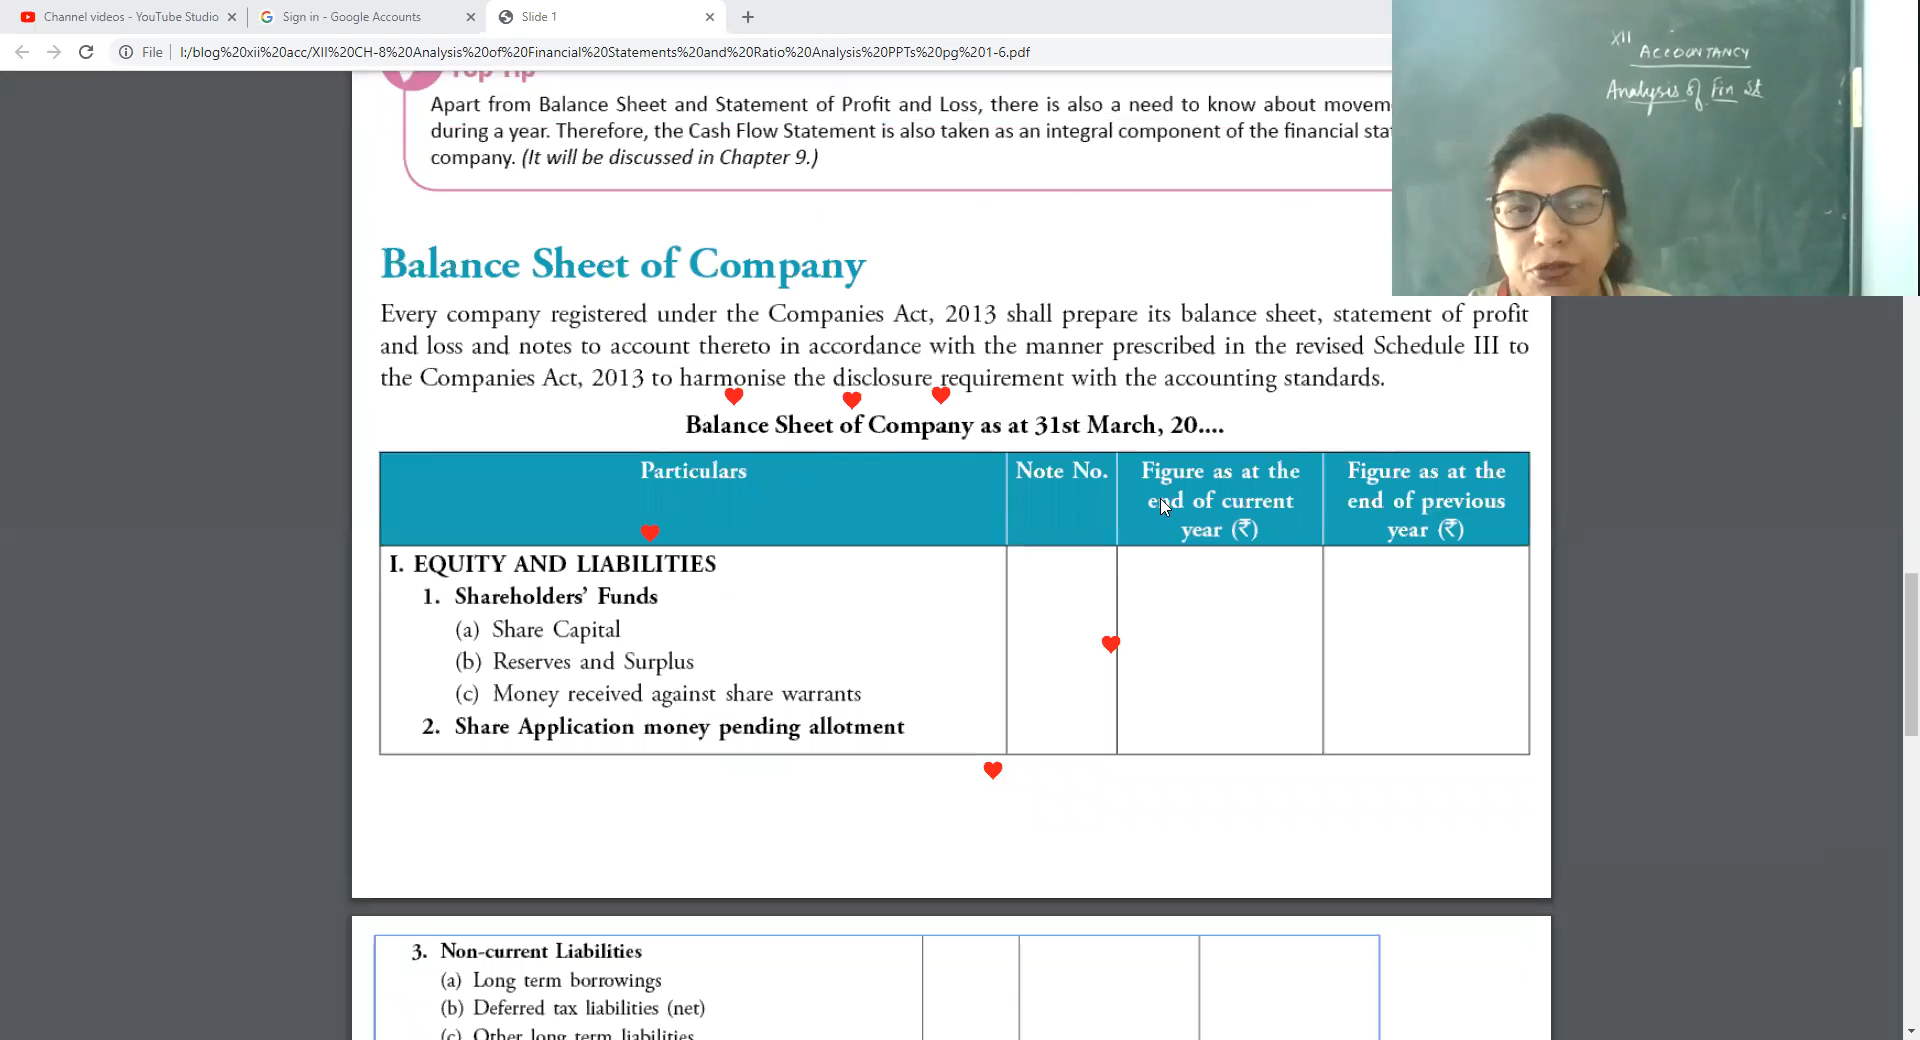 Channel videos - YouTube Studio
Sign in - Google Accounts
Slide 1
File
I:/blog%20xii%20acc/XII%20CH-8%20Analysis%20of%20Financial%20Statements%20and%20Ratio%20Analysis%20PPTs%20pg%201-6.pdf
XII
ACCOUNTANCY
Analysis of Fin St
Top Tip
Apart from Balance Sheet and Statement of Profit and Loss, there is also a need to know about movem
during a year. Therefore, the Cash Flow Statement is also taken as an integral component of the financial sta
company. (It will be discussed in Chapter 9.)
Balance Sheet of Company
Every company registered under the Companies Act, 2013 shall prepare its balance sheet, statement of profit
and loss and notes to account thereto in accordance with the manner prescribed in the revised Schedule III to
the Companies Act, 2013 to harmonise the disclosure requirement with the accounting standards.
Balance Sheet of Company as at 31st March, 20....
Particulars
Note No.
Figure as at the
end of current
year (₹)
Figure as at the
end of previous
year (₹)
I. EQUITY AND LIABILITIES
1. Shareholders' Funds
(a) Share Capital
(b) Reserves and Surplus
(c) Money received against share warrants
2. Share Application money pending allotment
3. Non-current Liabilities
(a) Long term borrowings
(b) Deferred tax liabilities (net)
(c) Other long term liabilities